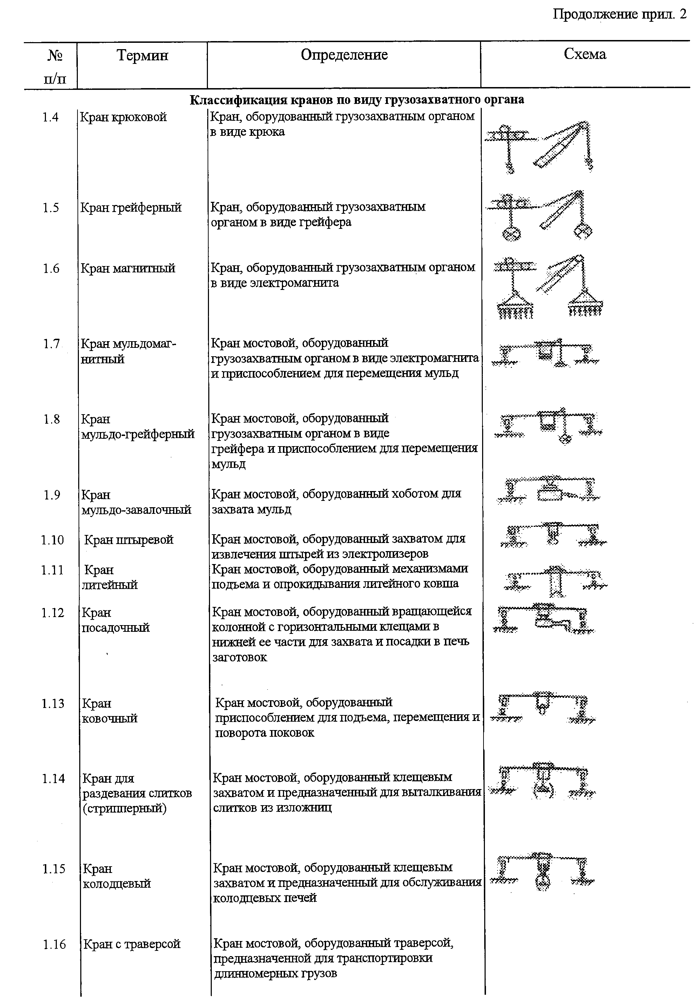 Продолжение прил. 2
№ Термин Определение Схема
п/п
Классификация кранов по виду грузозахватного органа
1.4 Кран крюковой Кран, оборудованный грузозахватным органом
в виде крюка
1.5 Кран грейферный Кран, оборудованный грузозахватным
органом в виде грейфера
1.6 Кран магнитный Кран, оборудованный грузозахватным органом
в виде электромагнита
1.7 Кран мульдомаг- Кран мостовой, оборудованный
нитный грузозахватным органом в виде электромагнита
и приспособлением для перемещения мульд
1.8 Кран Кран мостовой, оборудованный
мульдо-грейферный грузозахватным органом в виде
грейфера и приспособлением для перемещения
мульд
1.9 Кран Кран мостовой, оборудованный хоботом для
мульдо-завалочный захвата мульд
1.10 Кран штыревой Кран мостовой, оборудованный захватом для
извлечения штырей из электролизеров
1.11 Кран Кран мостовой, оборудованный механизмами
литейный подъема и опрокидывания литейного ковша
1.12 Кран Кран мостовой, оборудованный вращающейся
посадочный колонной с горизонтальными клещами в
нижней ее части для захвата и посадки в печь
заготовок
1.13 Кран Кран мостовой, оборудованный
ковочный приспособлением для подъема, перемещения и
поворота поковок
1.14 Кран для Кран мостовой, оборудованный клещевым
раздевания слитков захватом и предназначенный для выталкивания
(стрипперный) слитков из изложниц
1.15 Кран Кран мостовой, оборудованный клещевым
колодцевый захватом и предназначенный для обслуживания
колодцевых печей
1.16 Кран с траверсой Кран мостовой, оборудованный траверсой,
предназначенной для транспортировки
длинномерных грузов